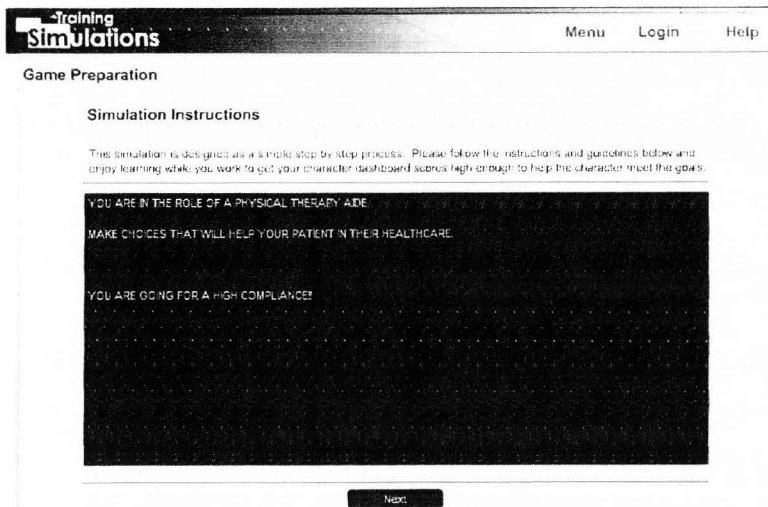 Training
Simulations
Menu Login Help
Game Preparation
Simulation Instructions
This simulation is designed as a simple step by step process. Please follow the instructions and guidelines below and
enjoy learning while you work to get your character dashboard scores high enough to help the character meet the goals.
YOU ARE IN THE ROLE OF A PHYSICAL THERAPY AIDE.
MAKE CHOICES THAT WILL HELP YOUR PATIENT IN THEIR HEALTHCARE.
YOU ARE GOING FOR A HIGH COMPLIANCE!!
Next